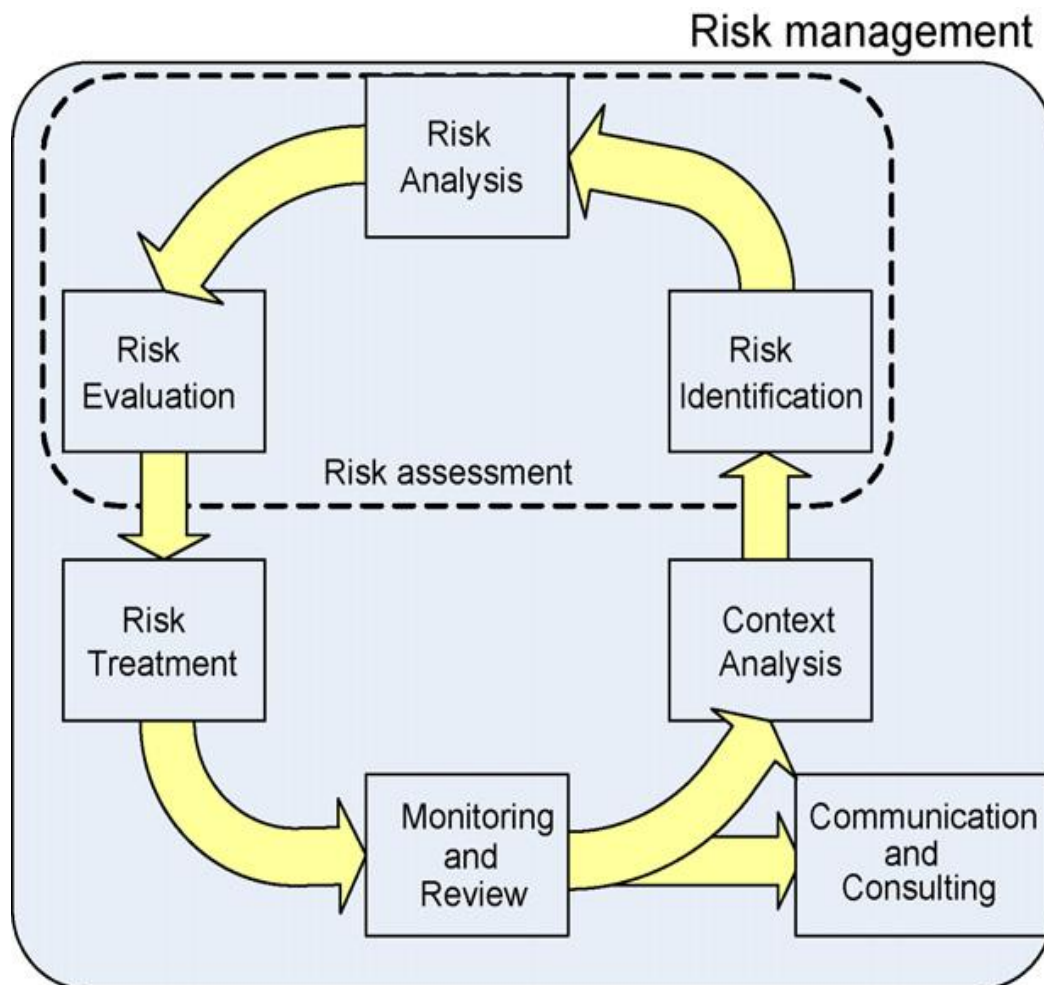 Risk management
Risk
Analysis
Risk
Evaluation
Risk
Identification
Risk assessment
Risk
Treatment
Context
Analysis
Monitoring
and
Review
Communication
and
Consulting